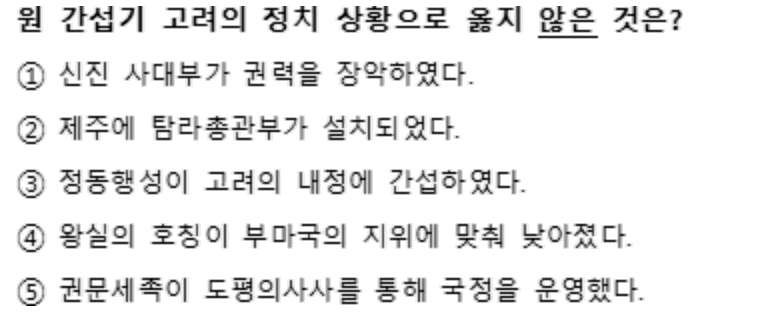 원 간섭기 고려의 정치 상황으로 옳지 않은 것은?
① 신진 사대부가 권력을 장악하였다.
② 제주에 탐라총관부가 설치되었다.
③ 정동행성이 고려의 내정에 간섭하였다.
④ 왕실의 호칭이 부마국의 지위에 맞춰 낮아졌다.
⑤ 권문세족이 도평의사사를 통해 국정을 운영했다.